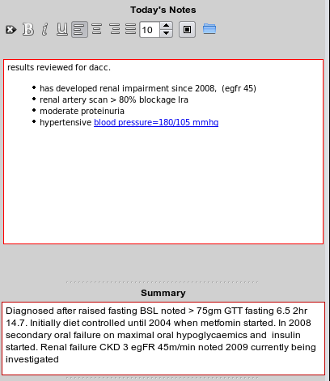 Today's Notes
B i U 10
results reviewed for dacc.
has developed renal impairment since 2008, (egfr 45)
renal artery scan > 80% blockage lra
moderate proteinuria
hypertensive blood pressure=180/105 mmhg
Summary
Diagnosed after raised fasting BSL noted > 75gm GTT fasting 6.5 2hr
14.7. Initially diet controlled until 2004 when metfomin started. In 2008
secondary oral failure on maximal oral hypoglycaemics and insulin
started. Renal failure CKD 3 egFR 45m/min noted 2009 currently being
investigated